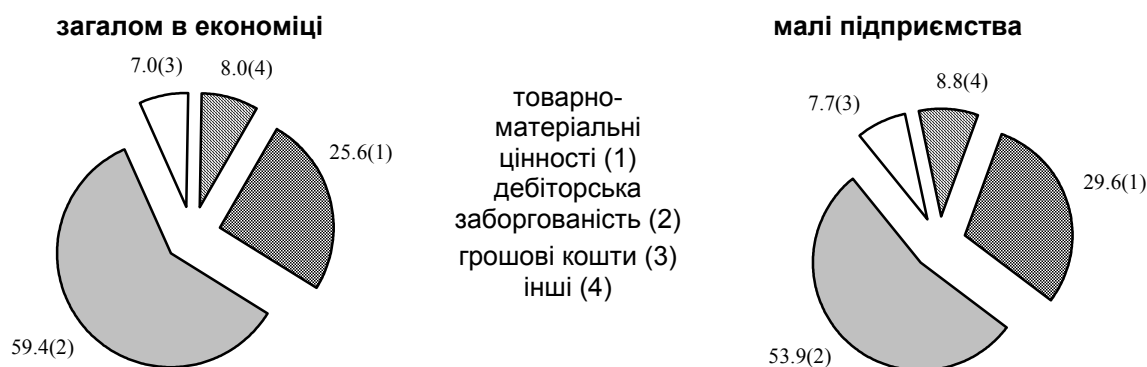 загалом в економіці
7.0(3)
8.0(4)
25.6(1)
59.4(2)
товарно-
матеріальні
цінності (1)
дебіторська
заборгованість (2)
грошові кошти (3)
інші (4)
малі підприємства
7.7(3)
8.8(4)
29.6(1)
53.9(2)